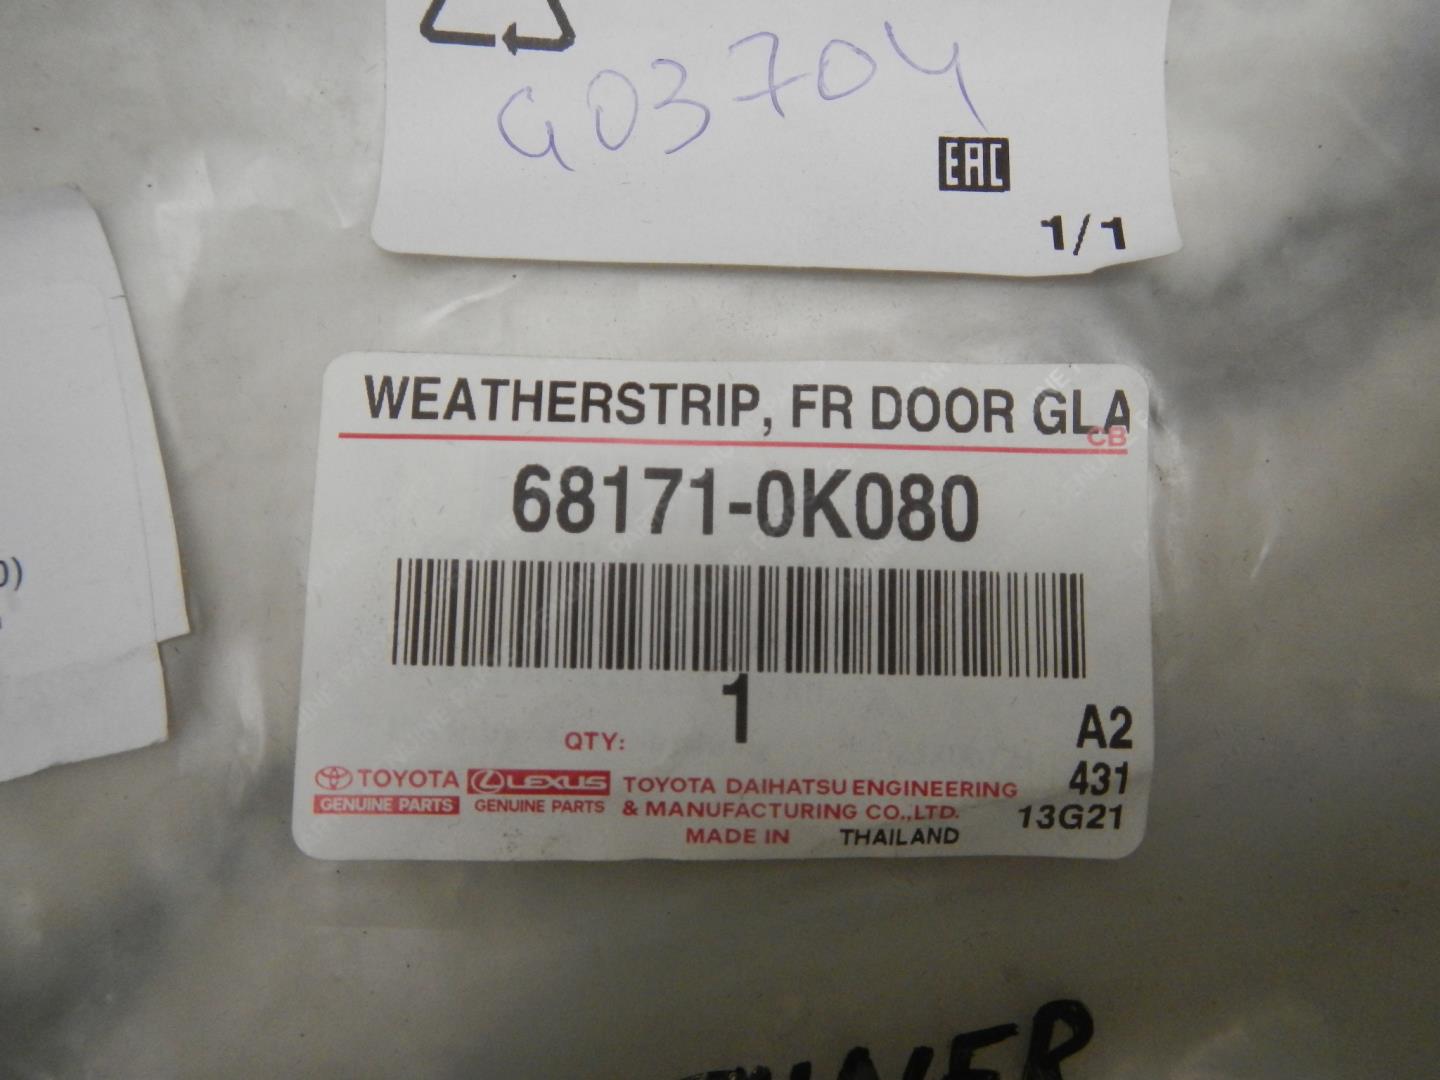 G03704
EAC
1/1
0)
WEATHERSTRIP, FR DOOR GLA
CB
68171-0K080
1
QTY:
A2
431
13G21
TOYOTA
GENUINE PARTS
LEXUS
GENUINE PARTS
TOYOTA DAIHATSU ENGINEERING
& MANUFACTURING CO.,LTD.
MADE IN THAILAND